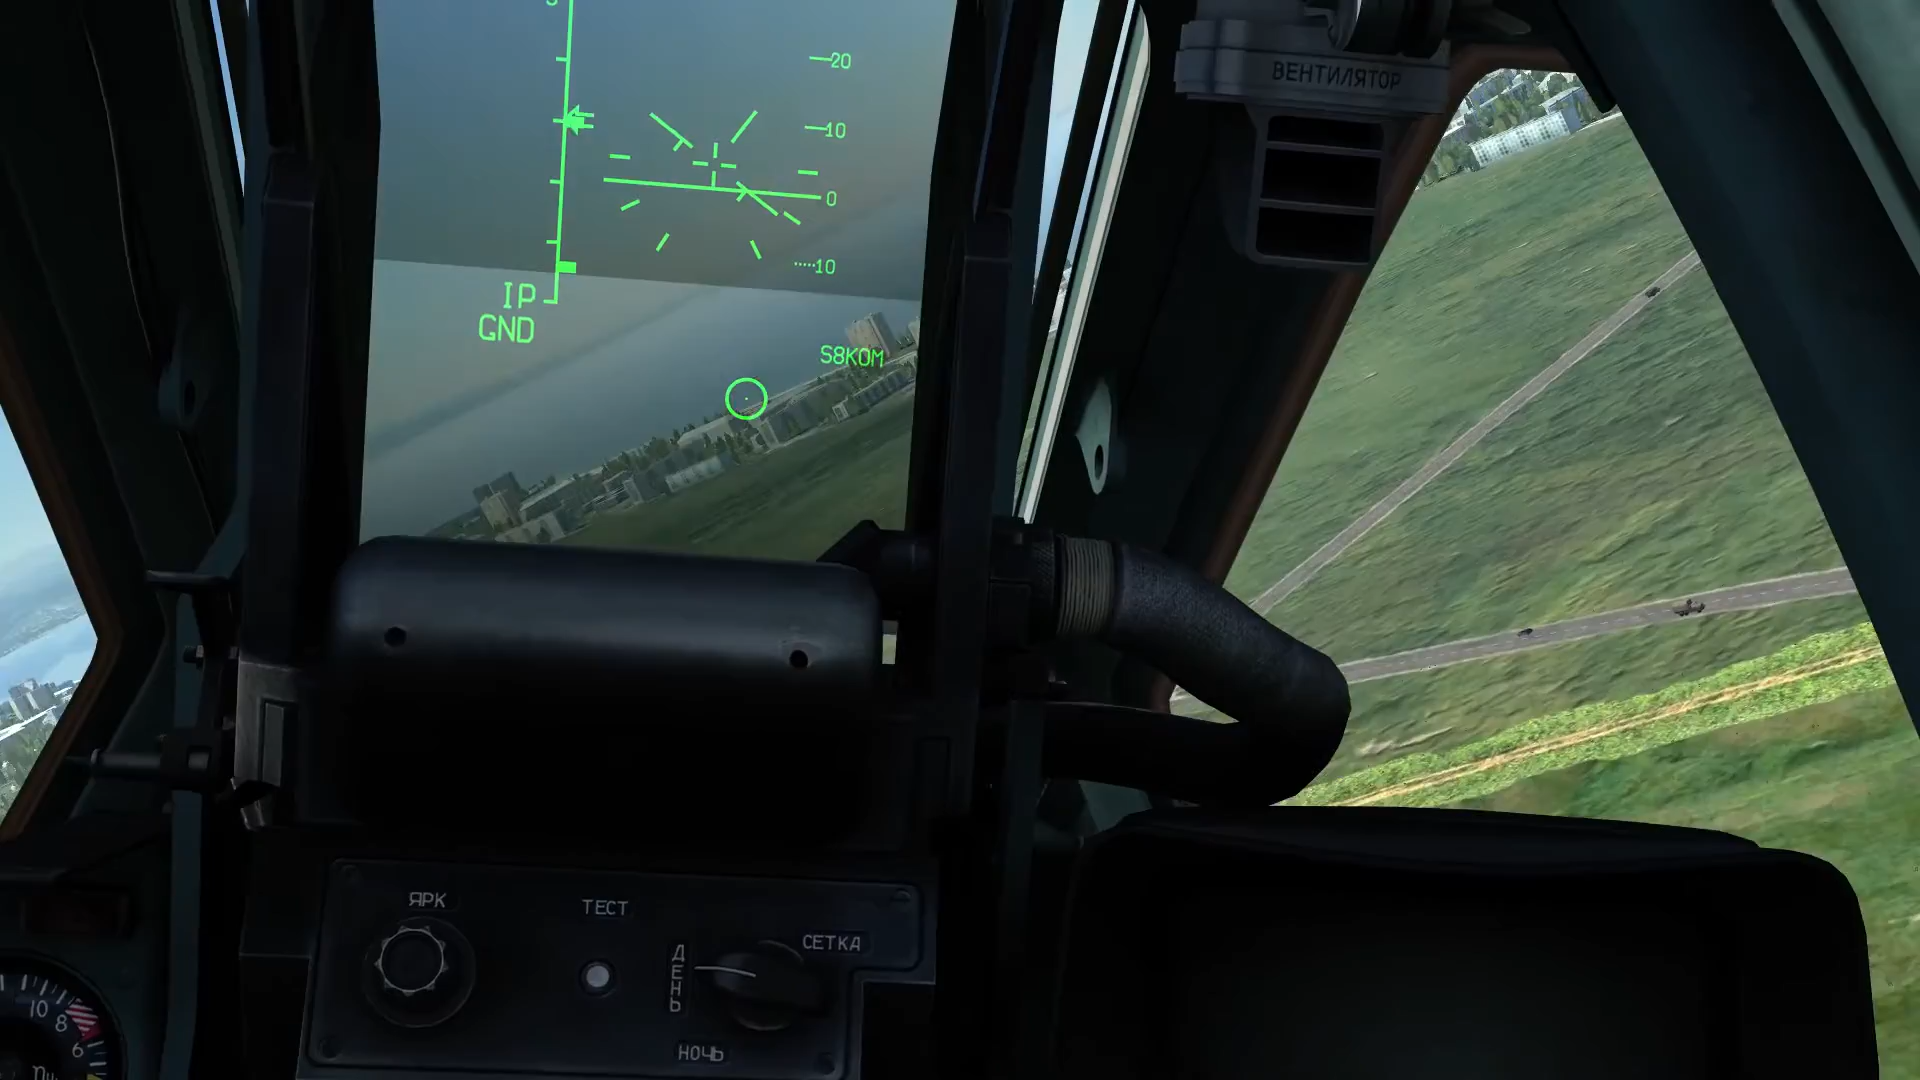 20
10
0
10
IP
GND
S8KOM
ВЕНТИЛЯТОР
ЯРК
ТЕСТ
СЕТКА
ДЕНЬ
НОЧЬ
10
8
6